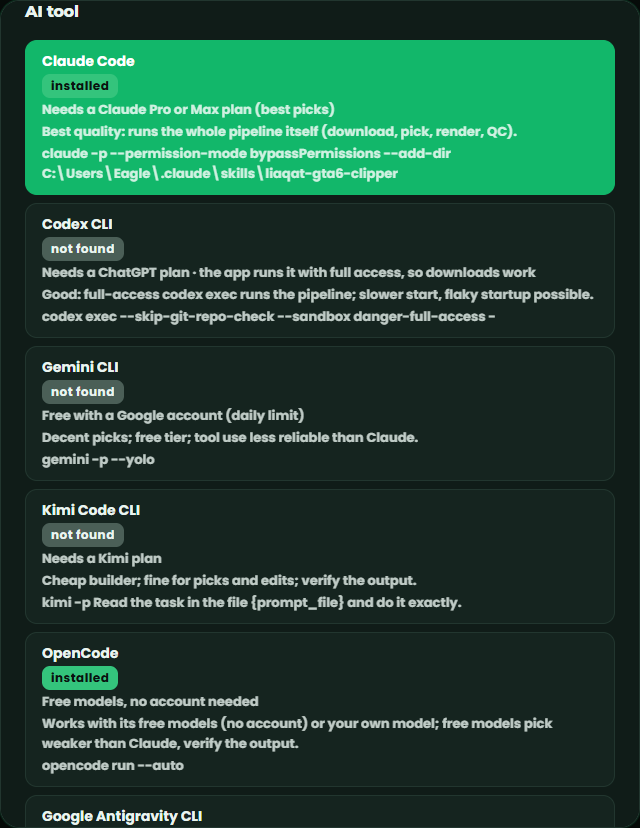 AI tool
Claude Code
installed
Needs a Claude Pro or Max plan (best picks)
Best quality: runs the whole pipeline itself (download, pick, render, QC).
claude -p --permission-mode bypassPermissions --add-dir
C:\Users\Eagle\.claude\skills\liaqat-gta6-clipper
Codex CLI
not found
Needs a ChatGPT plan · the app runs it with full access, so downloads work
Good: full-access codex exec runs the pipeline; slower start, flaky startup possible.
codex exec --skip-git-repo-check --sandbox danger-full-access -
Gemini CLI
not found
Free with a Google account (daily limit)
Decent picks; free tier; tool use less reliable than Claude.
gemini -p --yolo
Kimi Code CLI
not found
Needs a Kimi plan
Cheap builder; fine for picks and edits; verify the output.
kimi -p Read the task in the file {prompt_file} and do it exactly.
OpenCode
installed
Free models, no account needed
Works with its free models (no account) or your own model; free models pick
weaker than Claude, verify the output.
opencode run --auto
Google Antigravity CLI